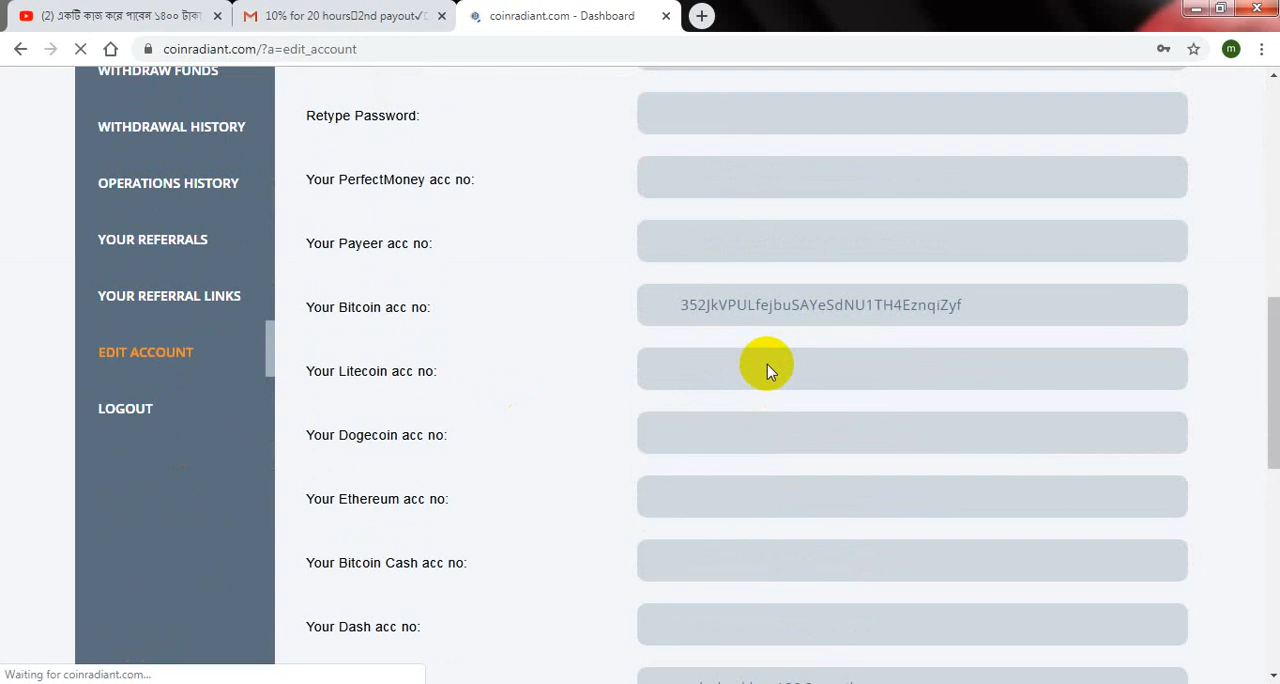 (2) একটি কাজ করে পাবেন ১৪০০ টাকা
10% for 20 hours▯2nd payout✓
coinradiant.com - Dashboard
coinradiant.com/?a=edit_account
m
WITHDRAW FUNDS
WITHDRAWAL HISTORY
OPERATIONS HISTORY
YOUR REFERRALS
YOUR REFERRAL LINKS
EDIT ACCOUNT
LOGOUT
Retype Password:
Your PerfectMoney acc no:
Your Payeer acc no:
Your Bitcoin acc no: 352JkVPULfejbuSAYeSdNU1TH4EznqiZyf
Your Litecoin acc no:
Your Dogecoin acc no:
Your Ethereum acc no:
Your Bitcoin Cash acc no:
Your Dash acc no:
Waiting for coinradiant.com...